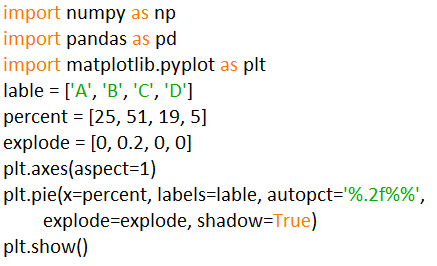 import numpy as np
import pandas as pd
import matplotlib.pyplot as plt
lable = ['A', 'B', 'C', 'D']
percent = [25, 51, 19, 5]
explode = [0, 0.2, 0, 0]
plt.axes(aspect=1)
plt.pie(x=percent, labels=lable, autopct='%.2f%%',
explode=explode, shadow=True)
plt.show()